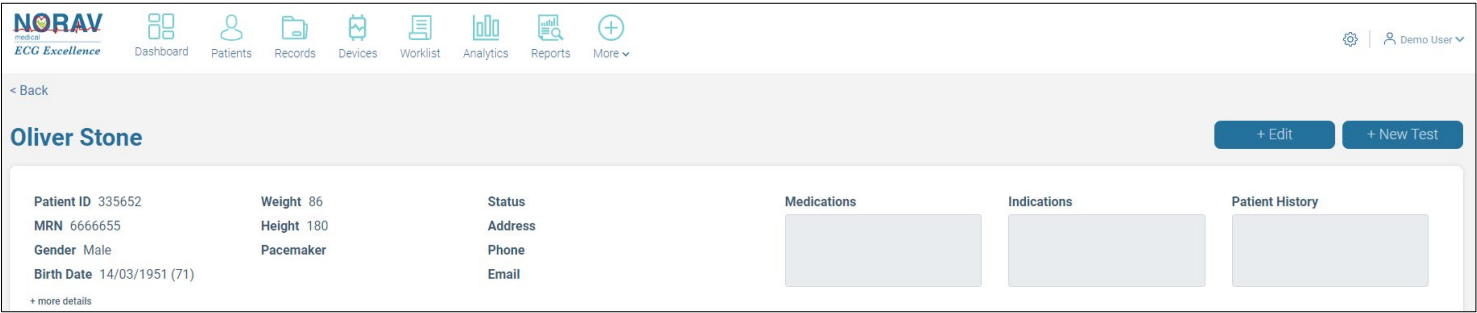 NORAV
medical
ECG Excellence
Dashboard
Patients
Records
Devices
Worklist
Analytics
Reports
More
Demo User
< Back
Oliver Stone
+ Edit
+ New Test
Patient ID 335652
MRN 6666655
Gender Male
Birth Date 14/03/1951 (71)
+ more details
Weight 86
Height 180
Pacemaker
Status
Address
Phone
Email
Medications
Indications
Patient History